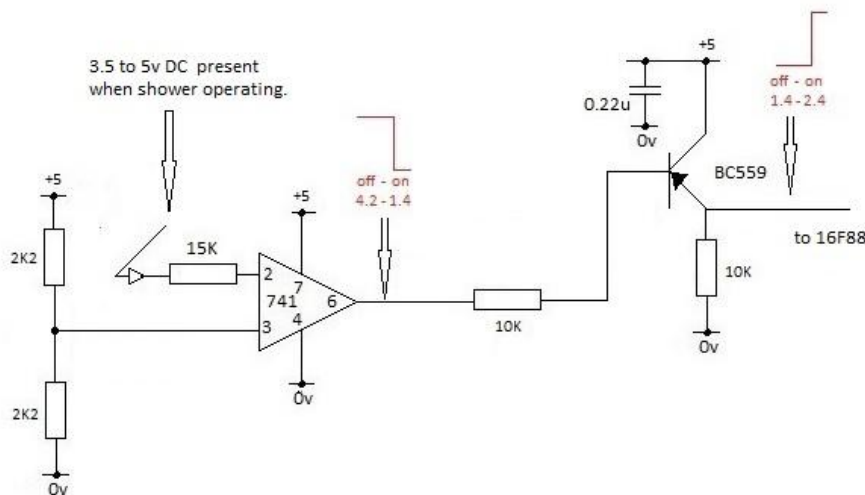 3.5 to 5v DC present
when shower operating.
+5
2K2
2K2
0v
15K
2
3
741
7
4
6
+5
0v
off - on
4.2 - 1.4
10K
+5
0.22u
0v
off - on
1.4 - 2.4
BC559
to 16F88
10K
0v